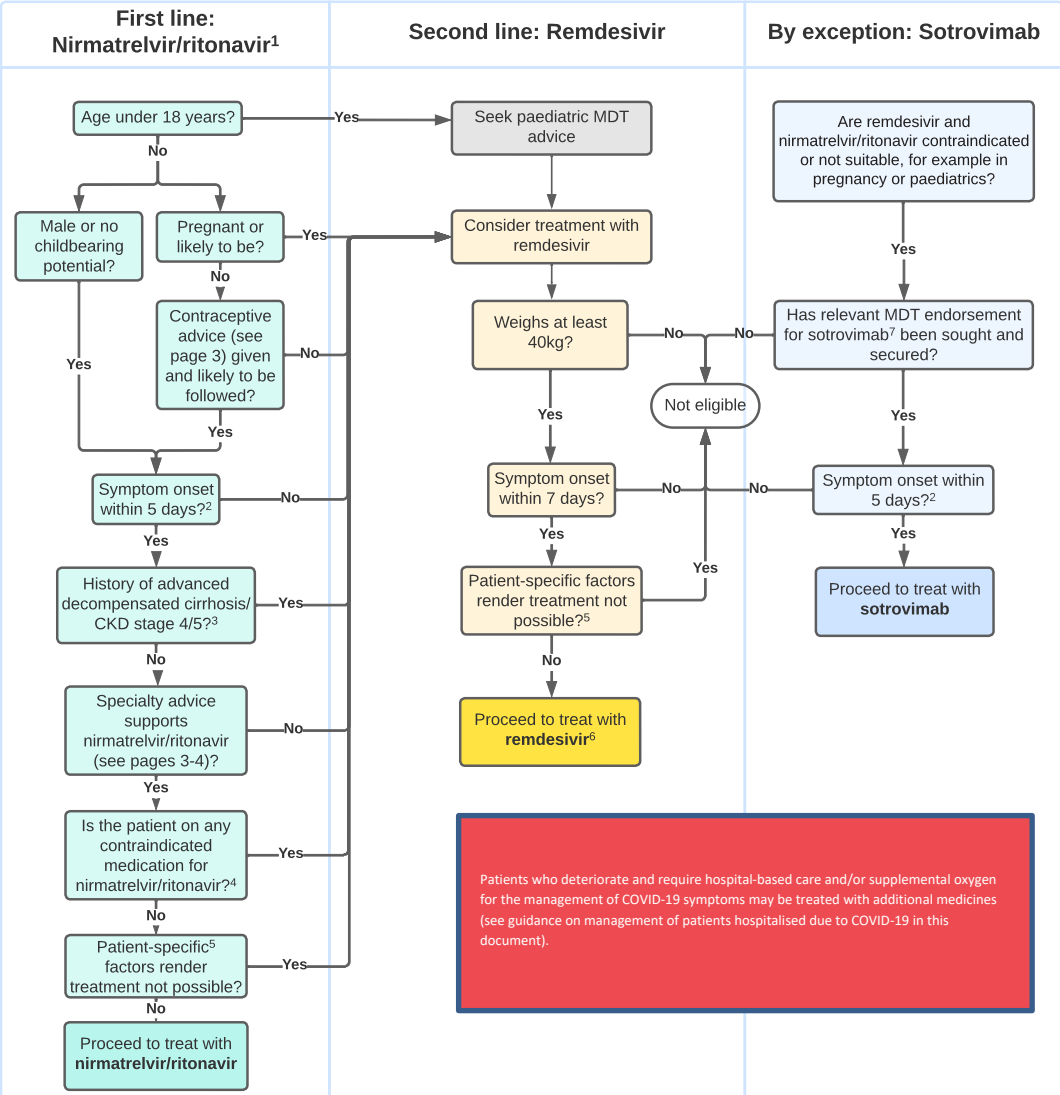 First line:
Nirmatrelvir/ritonavir¹
Second line: Remdesivir
By exception: Sotrovimab
Age under 18 years?
Yes
No
Male or no
childbearing
potential?
Yes
Pregnant or
likely to be?
Yes
No
Contraceptive
advice (see
page 3) given
and likely to be
followed?
No
Yes
Symptom onset
within 5 days?²
No
Yes
History of advanced
decompensated cirrhosis/
CKD stage 4/5?³
Yes
No
Specialty advice
supports
nirmatrelvir/ritonavir
(see pages 3-4)?
No
Yes
Is the patient on any
contraindicated
medication for
nirmatrelvir/ritonavir?⁴
Yes
No
Patient-specific⁵
factors render
treatment not possible?
Yes
No
Proceed to treat with
nirmatrelvir/ritonavir
Seek paediatric MDT
advice
Consider treatment with
remdesivir
Weighs at least
40kg?
No
Yes
Not eligible
Symptom onset
within 7 days?
No
Yes
Patient-specific factors
render treatment not
possible?⁵
Yes
No
Proceed to treat with
remdesivir⁶
Are remdesivir and
nirmatrelvir/ritonavir contraindicated
or not suitable, for example in
pregnancy or paediatrics?
Yes
Has relevant MDT endorsement
for sotrovimab⁷ been sought and
secured?
No
Yes
Symptom onset within
5 days?²
No
Yes
Proceed to treat with
sotrovimab
Patients who deteriorate and require hospital-based care and/or supplemental oxygen
for the management of COVID-19 symptoms may be treated with additional medicines
(see guidance on management of patients hospitalised due to COVID-19 in this
document).